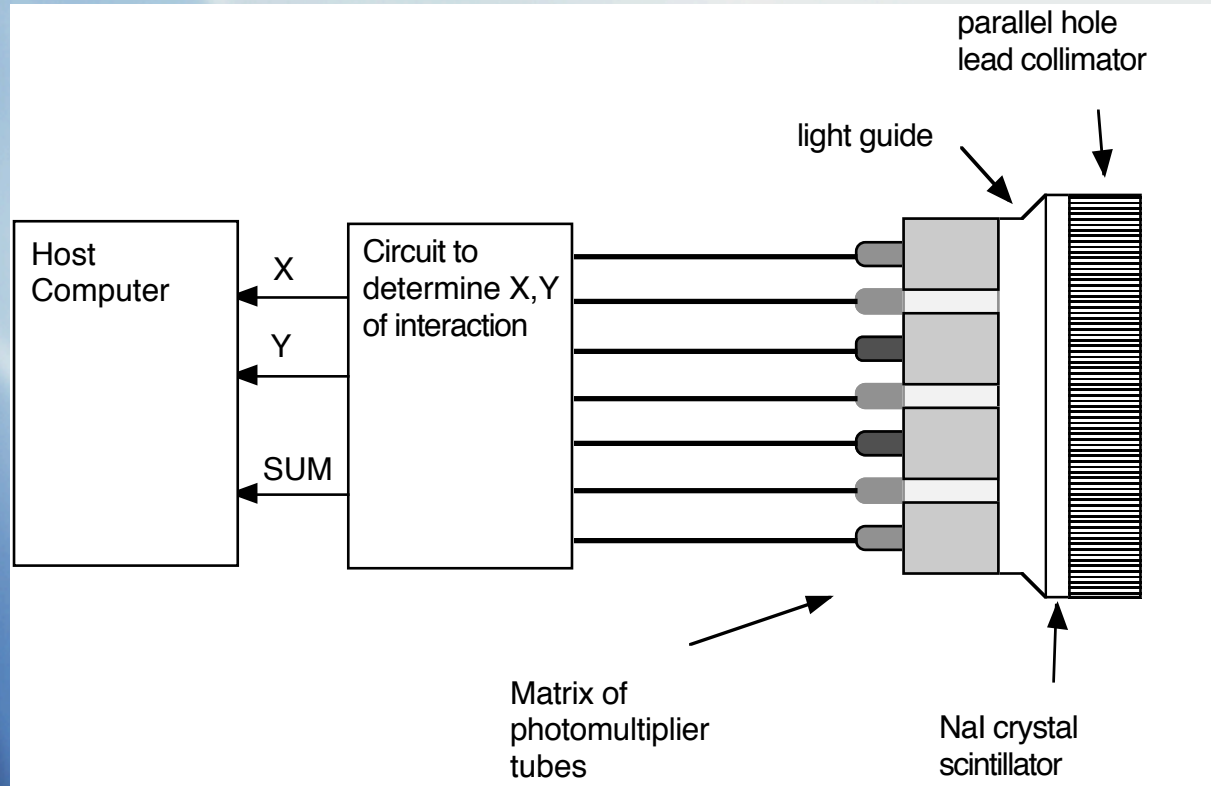 parallel hole
lead collimator
light guide
Host
Computer
X
Y
SUM
Circuit to
determine X,Y
of interaction
Matrix of
photomultiplier
tubes
NaI crystal
scintillator